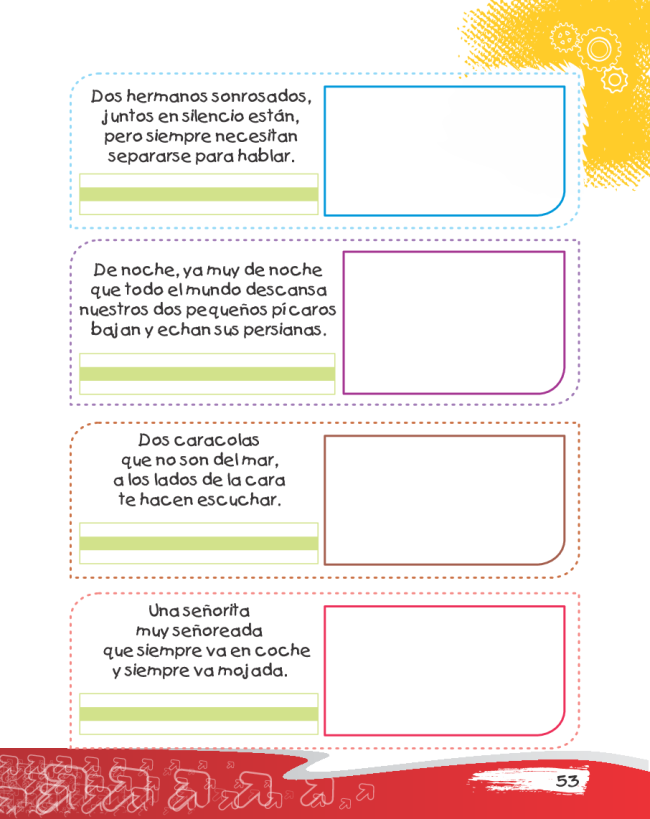 Dos hermanos sonrosados,
juntos en silencio están,
pero siempre necesitan
separarse para hablar.
De noche, ya muy de noche
que todo el mundo descansa
nuestros dos pequeños pícaros
bajan y echan sus persianas.
Dos caracolas
que no son del mar,
a los lados de la cara
te hacen escuchar.
Una señorita
muy señoreada
que siempre va en coche
y siempre va mojada.
53